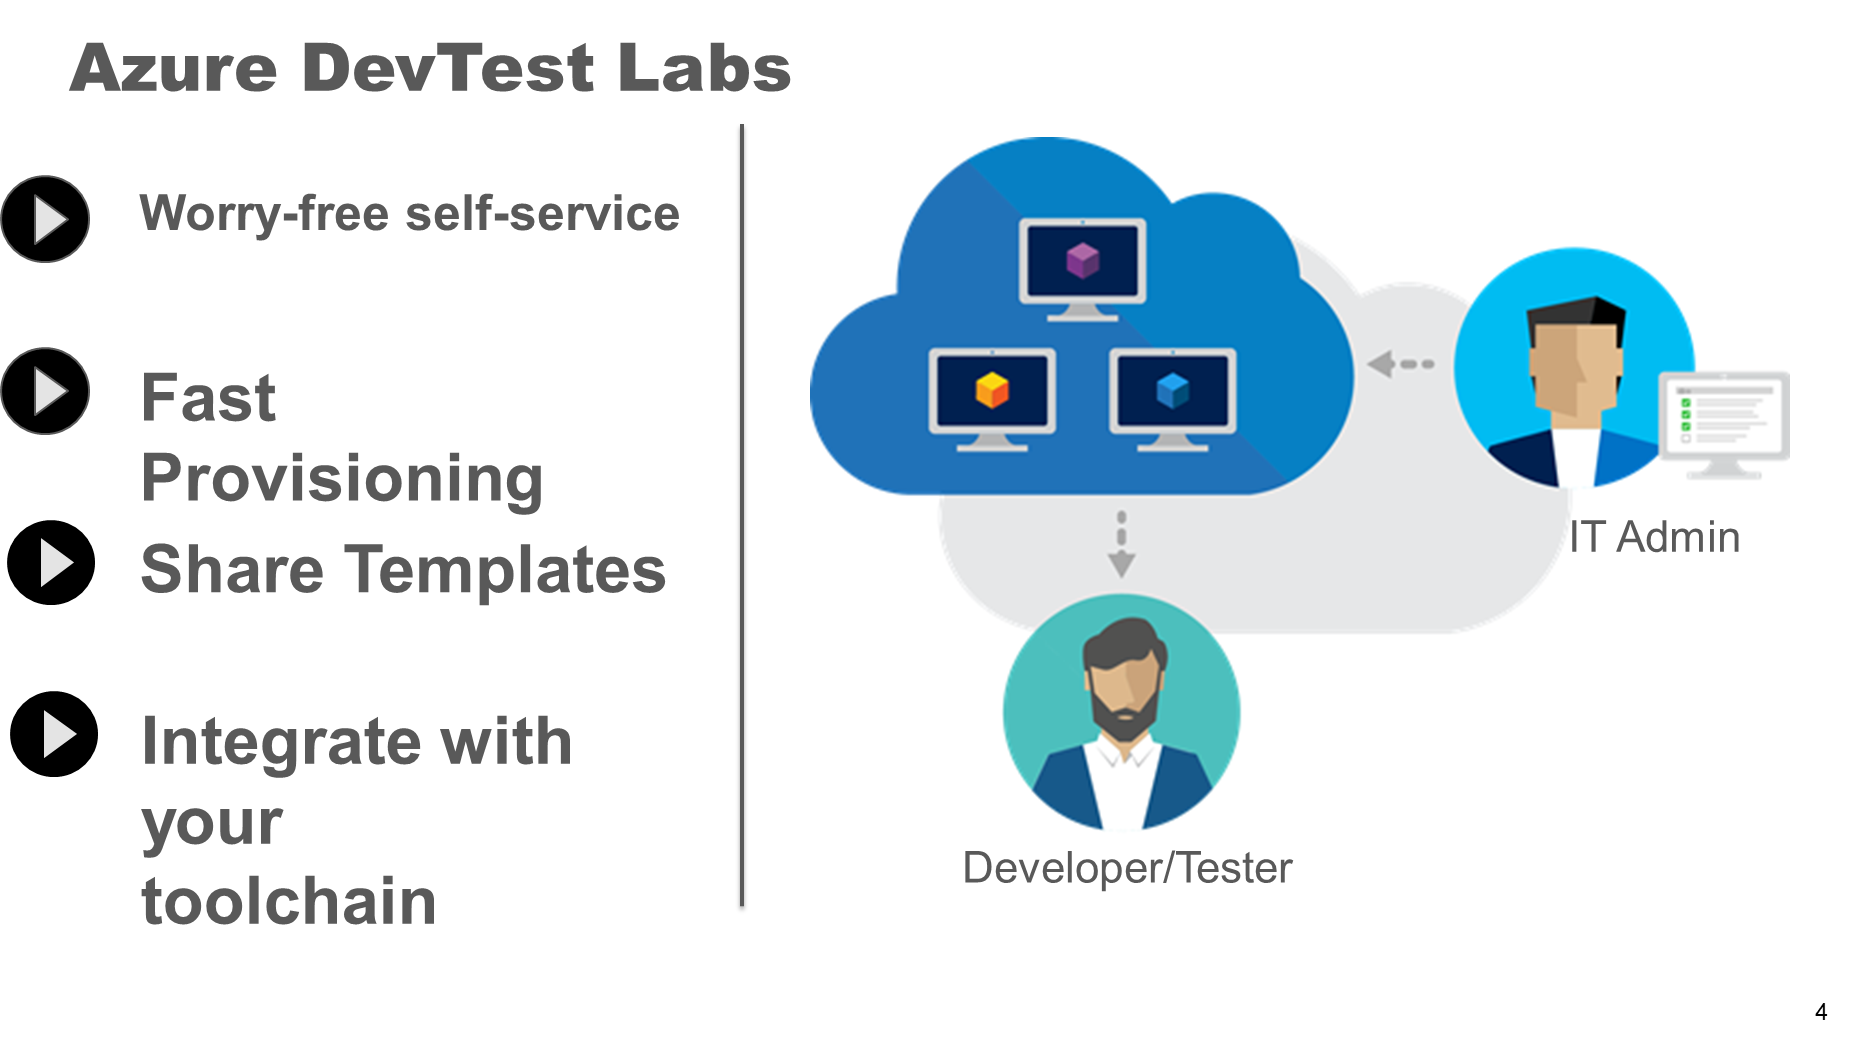 Azure DevTest Labs
Worry-free self-service
Fast
Provisioning
Share Templates
Integrate with
your
toolchain
IT Admin
Developer/Tester
4